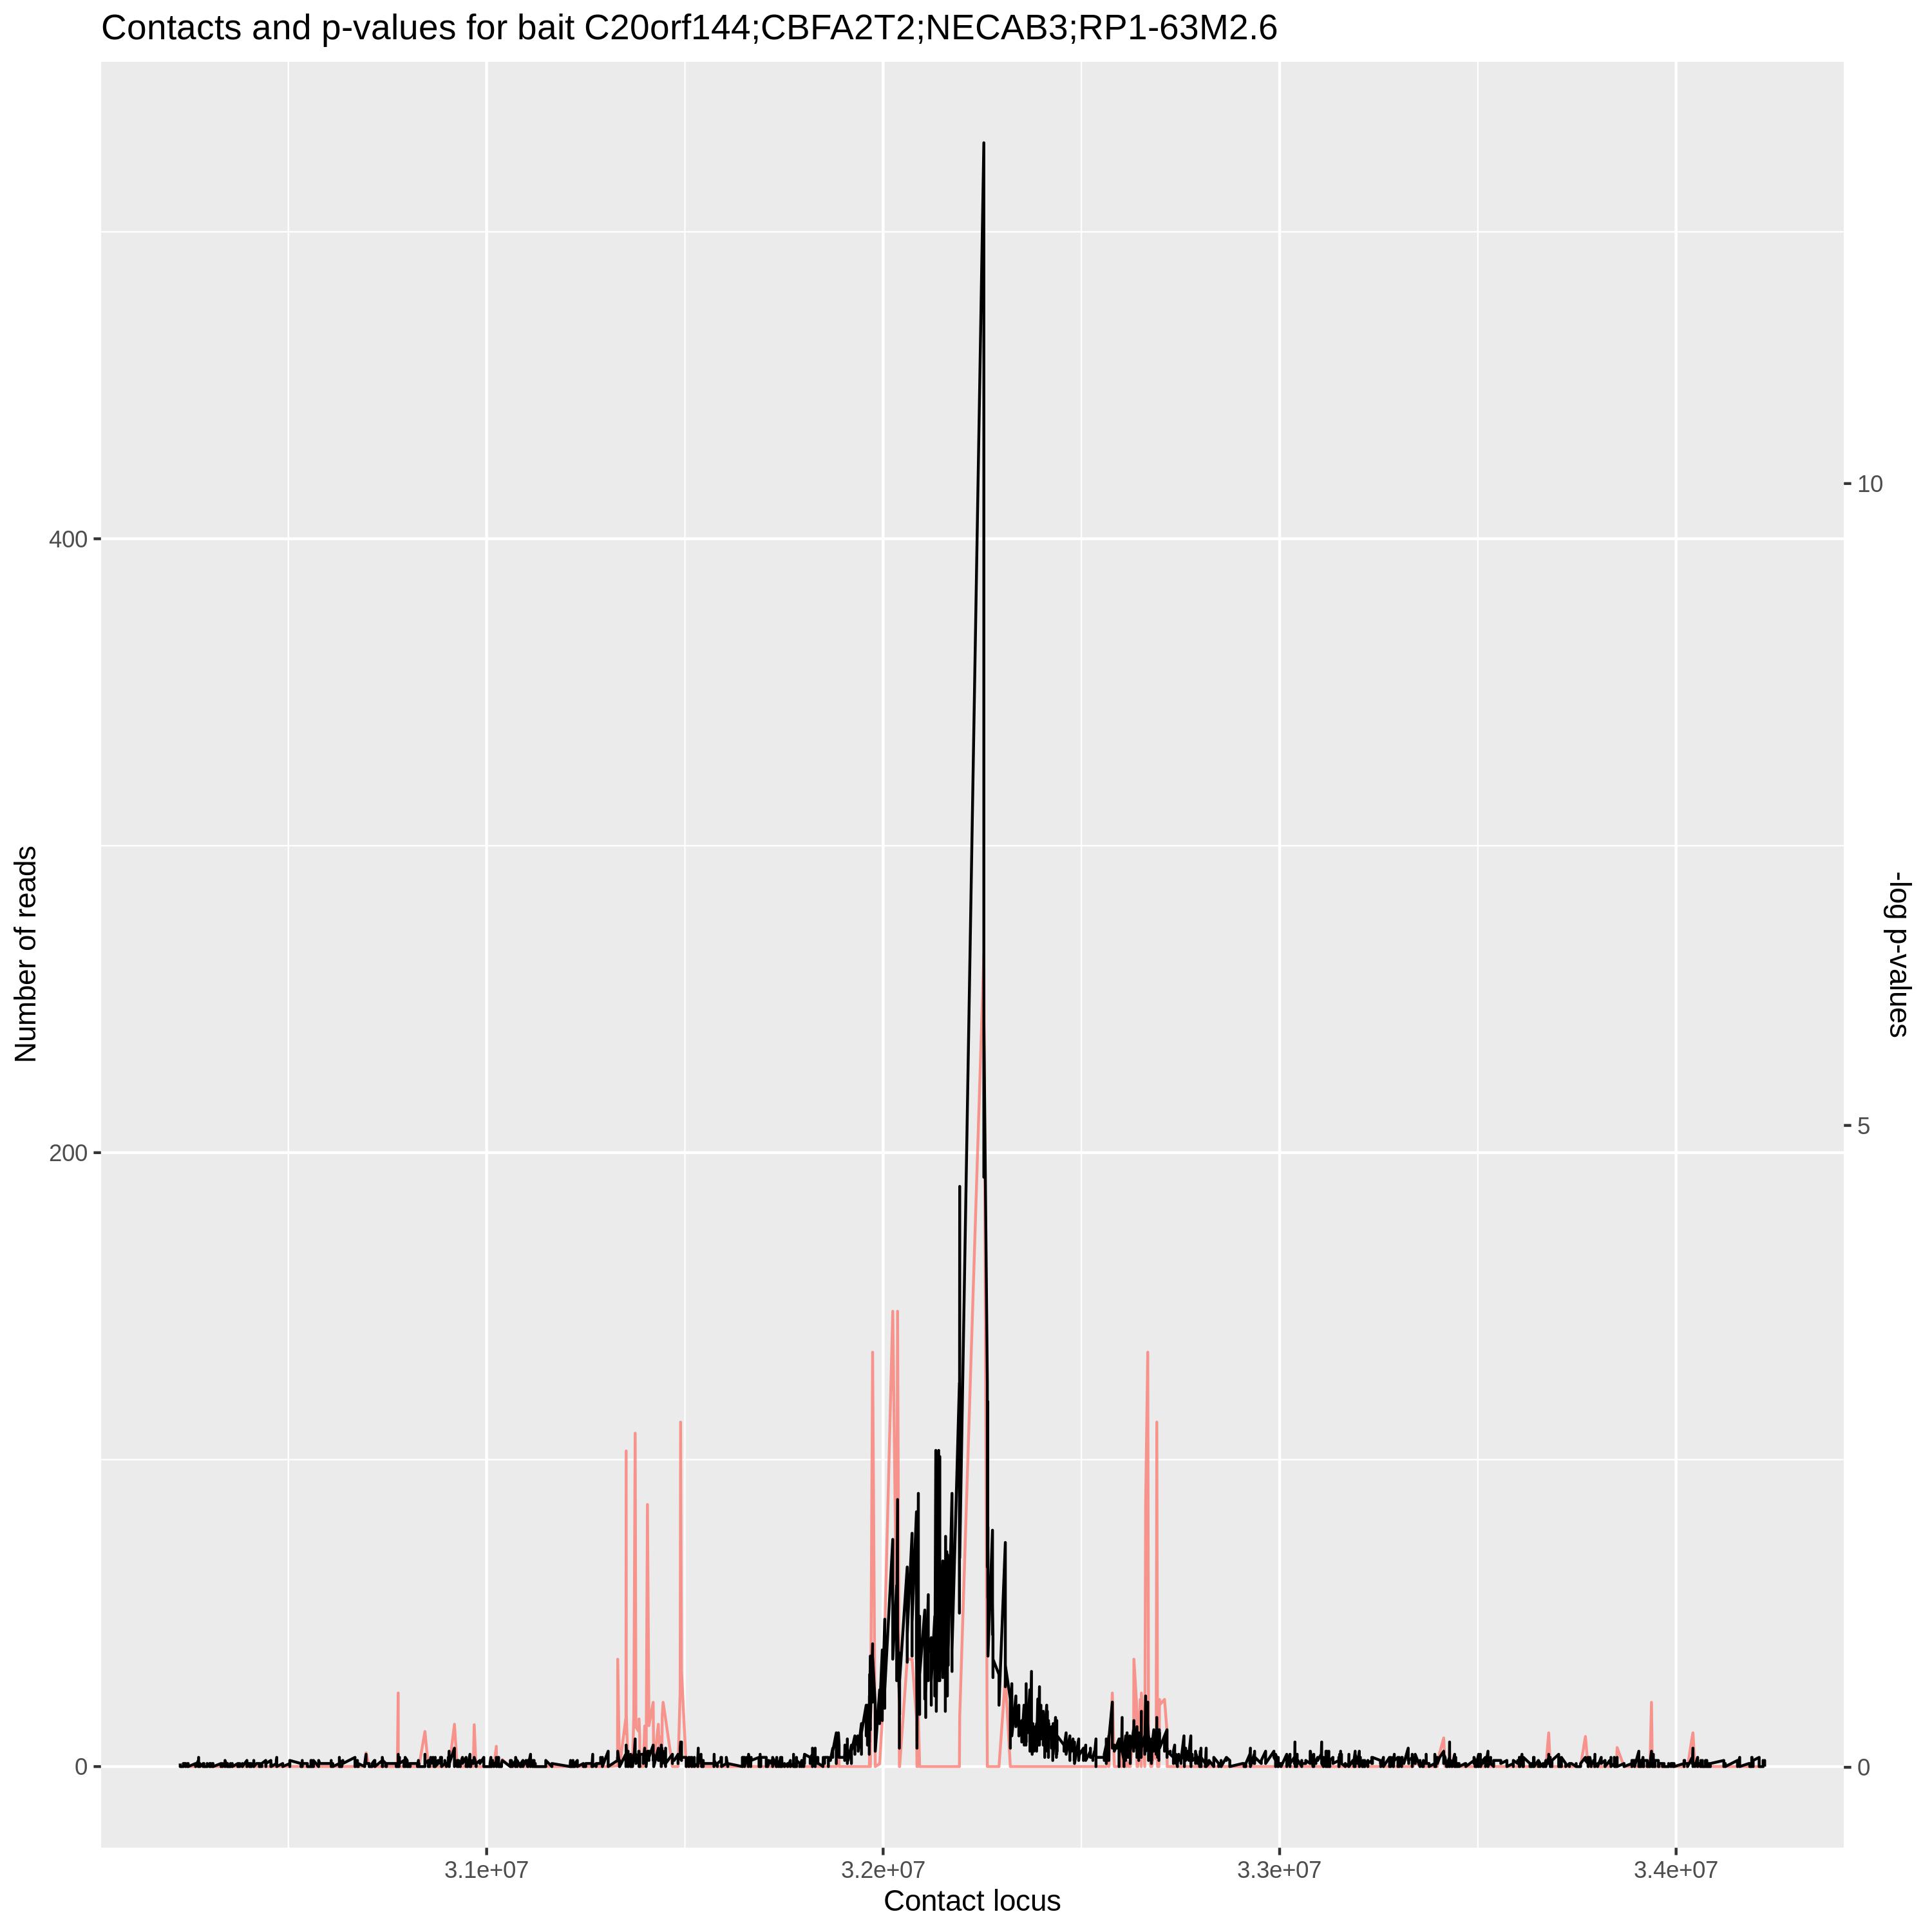 Contacts and p-values for bait C20orf144;CBFA2T2;NECAB3;RP1-63M2.6
400
200
0
Number of reads
10
5
0
-log p-values
3.1e+07
3.2e+07
3.3e+07
3.4e+07
Contact locus